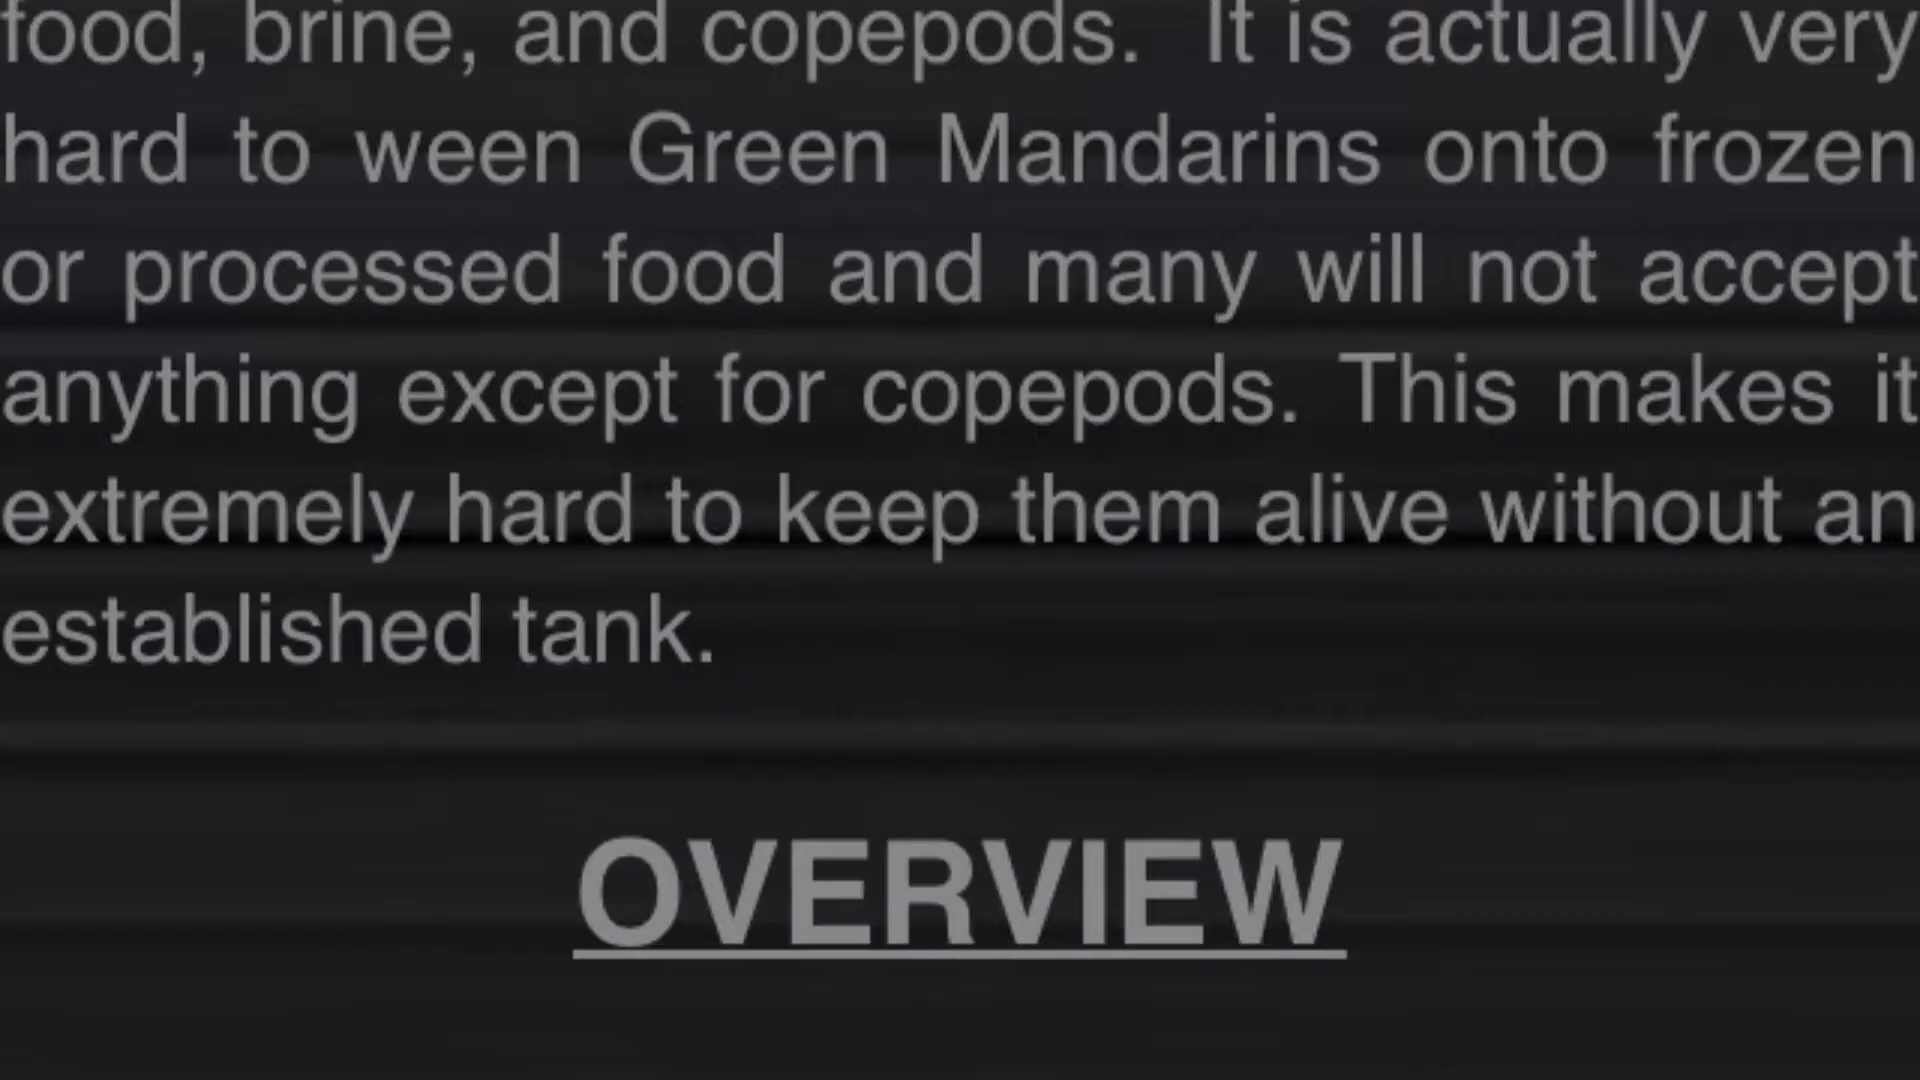 food, brine, and copepods. It is actually very
hard to ween Green Mandarins onto frozen
or processed food and many will not accept
anything except for copepods. This makes it
extremely hard to keep them alive without an
established tank.
OVERVIEW